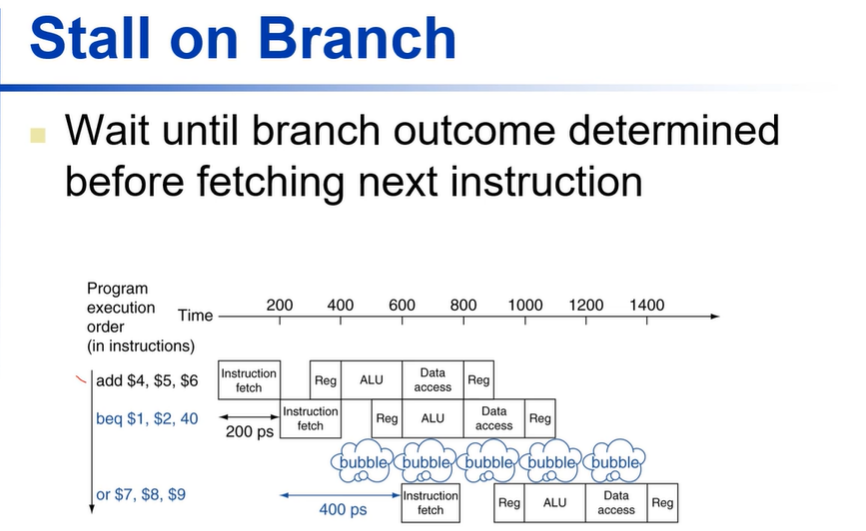 Stall on Branch
Wait until branch outcome determined
before fetching next instruction
Program
execution
order
(in instructions)
Time
200 400 600 800 1000 1200 1400
add $4, $5, $6
Instruction
fetch
Reg
ALU
Data
access
Reg
beq $1, $2, 40
200 ps
Instruction
fetch
Reg
ALU
Data
access
Reg
bubble bubble bubble bubble bubble
or $7, $8, $9
400 ps
Instruction
fetch
Reg
ALU
Data
access
Reg